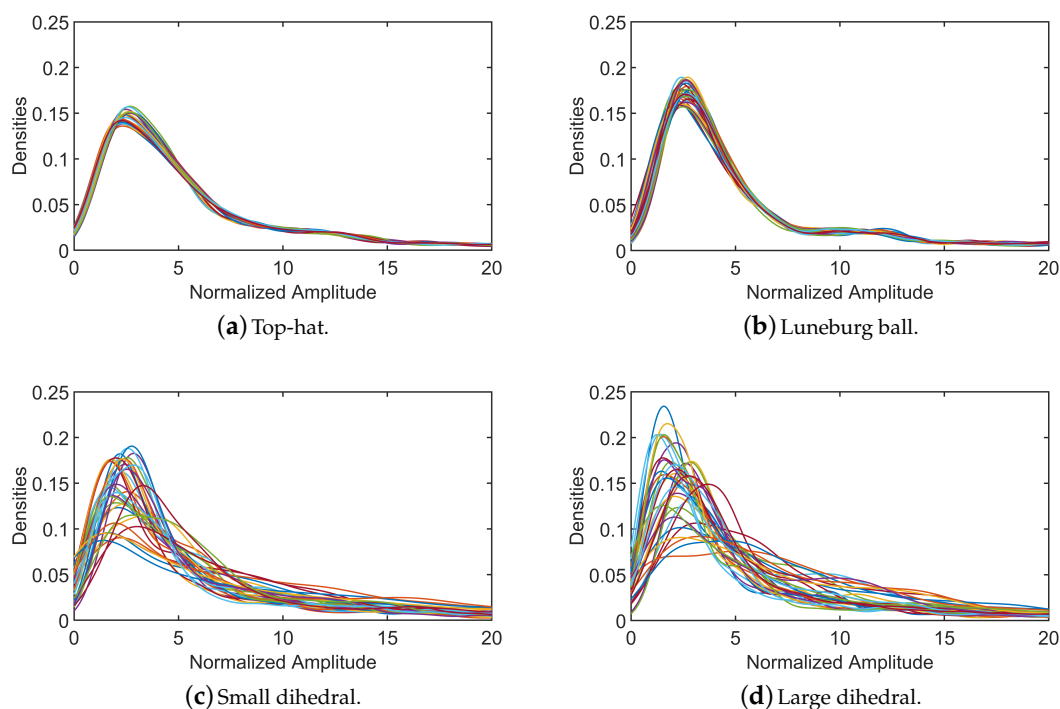 0.25
0.2
0.15
0.1
0.05
0
Densities
0 5 10 15 20
Normalized Amplitude
(a) Top-hat.
0.25
0.2
0.15
0.1
0.05
0
Densities
0 5 10 15 20
Normalized Amplitude
(b) Luneburg ball.
0.25
0.2
0.15
0.1
0.05
0
Densities
0 5 10 15 20
Normalized Amplitude
(c) Small dihedral.
0.25
0.2
0.15
0.1
0.05
0
Densities
0 5 10 15 20
Normalized Amplitude
(d) Large dihedral.